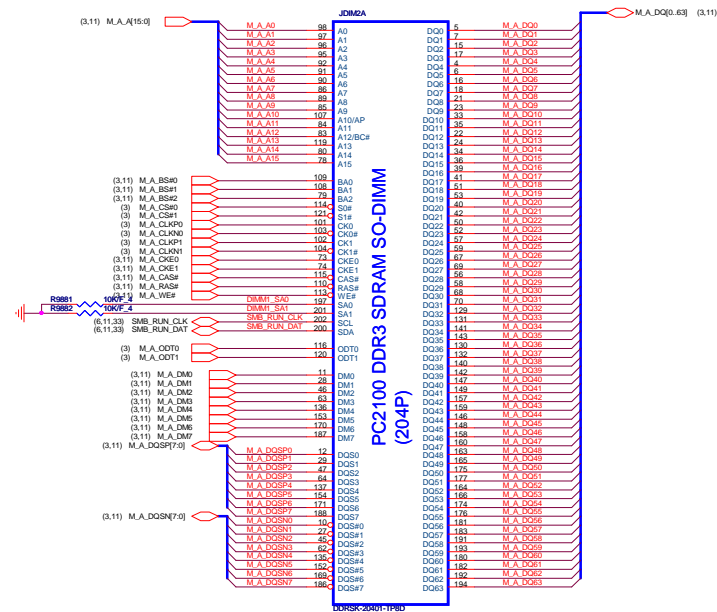 JDIM2A
(3,11) M_A_A[15:0]
M_A_A0 98 A0
M_A_A1 97 A1
M_A_A2 96 A2
M_A_A3 95 A3
M_A_A4 92 A4
M_A_A5 91 A5
M_A_A6 90 A6
M_A_A7 86 A7
M_A_A8 89 A8
M_A_A9 85 A9
M_A_A10 107 A10/AP
M_A_A11 84 A11
M_A_A12 83 A12/BC#
M_A_A13 119 A13
M_A_A14 80 A14
M_A_A15 78 A15
(3,11) M_A_BS#0 109 BA0
(3,11) M_A_BS#1 108 BA1
(3,11) M_A_BS#2 79 BA2
(3) M_A_CS#0 114 S0#
(3) M_A_CS#1 121 S1#
(3) M_A_CLKP0 101 CK0
(3) M_A_CLKN0 103 CK0#
(3) M_A_CLKP1 102 CK1
(3) M_A_CLKN1 104 CK1#
(3,11) M_A_CKE0 73 CKE0
(3,11) M_A_CKE1 74 CKE1
(3,11) M_A_CAS# 115 CAS#
(3,11) M_A_RAS# 110 RAS#
(3,11) M_A_WE# 113 WE#
R9881 10K/F_4 DIMM1_SA0 197 SA0
R9882 10K/F_4 DIMM1_SA1 201 SA1
(6,11,33) SMB_RUN_CLK SMB_RUN_CLK 202 SCL
(6,11,33) SMB_RUN_DAT SMB_RUN_DAT 200 SDA
(3) M_A_ODT0 116 ODT0
(3) M_A_ODT1 120 ODT1
(3,11) M_A_DM0 11 DM0
(3,11) M_A_DM1 28 DM1
(3,11) M_A_DM2 46 DM2
(3,11) M_A_DM3 63 DM3
(3,11) M_A_DM4 136 DM4
(3,11) M_A_DM5 153 DM5
(3,11) M_A_DM6 170 DM6
(3,11) M_A_DM7 187 DM7
(3,11) M_A_DQSP[7:0]
M_A_DQSP0 12 DQS0
M_A_DQSP1 29 DQS1
M_A_DQSP2 47 DQS2
M_A_DQSP3 64 DQS3
M_A_DQSP4 137 DQS4
M_A_DQSP5 154 DQS5
M_A_DQSP6 171 DQS6
M_A_DQSP7 188 DQS7
(3,11) M_A_DQSN[7:0]
M_A_DQSN0 10 DQS#0
M_A_DQSN1 27 DQS#1
M_A_DQSN2 45 DQS#2
M_A_DQSN3 62 DQS#3
M_A_DQSN4 135 DQS#4
M_A_DQSN5 152 DQS#5
M_A_DQSN6 169 DQS#6
M_A_DQSN7 186 DQS#7
PC2100 DDR3 SDRAM SO-DIMM
(204P)
M_A_DQ[0..63] (3,11)
DQ0 5 M_A_DQ0
DQ1 7 M_A_DQ1
DQ2 15 M_A_DQ2
DQ3 17 M_A_DQ3
DQ4 4 M_A_DQ4
DQ5 6 M_A_DQ5
DQ6 16 M_A_DQ6
DQ7 18 M_A_DQ7
DQ8 21 M_A_DQ8
DQ9 23 M_A_DQ9
DQ10 33 M_A_DQ10
DQ11 35 M_A_DQ11
DQ12 22 M_A_DQ12
DQ13 24 M_A_DQ13
DQ14 34 M_A_DQ14
DQ15 36 M_A_DQ15
DQ16 39 M_A_DQ16
DQ17 41 M_A_DQ17
DQ18 51 M_A_DQ18
DQ19 53 M_A_DQ19
DQ20 40 M_A_DQ20
DQ21 42 M_A_DQ21
DQ22 50 M_A_DQ22
DQ23 52 M_A_DQ23
DQ24 57 M_A_DQ24
DQ25 59 M_A_DQ25
DQ26 67 M_A_DQ26
DQ27 69 M_A_DQ27
DQ28 56 M_A_DQ28
DQ29 58 M_A_DQ29
DQ30 68 M_A_DQ30
DQ31 70 M_A_DQ31
DQ32 129 M_A_DQ32
DQ33 131 M_A_DQ33
DQ34 141 M_A_DQ34
DQ35 143 M_A_DQ35
DQ36 130 M_A_DQ36
DQ37 132 M_A_DQ37
DQ38 140 M_A_DQ38
DQ39 142 M_A_DQ39
DQ40 147 M_A_DQ40
DQ41 149 M_A_DQ41
DQ42 157 M_A_DQ42
DQ43 159 M_A_DQ43
DQ44 146 M_A_DQ44
DQ45 148 M_A_DQ45
DQ46 158 M_A_DQ46
DQ47 160 M_A_DQ47
DQ48 163 M_A_DQ48
DQ49 165 M_A_DQ49
DQ50 175 M_A_DQ50
DQ51 177 M_A_DQ51
DQ52 164 M_A_DQ52
DQ53 166 M_A_DQ53
DQ54 174 M_A_DQ54
DQ55 176 M_A_DQ55
DQ56 181 M_A_DQ56
DQ57 183 M_A_DQ57
DQ58 191 M_A_DQ58
DQ59 193 M_A_DQ59
DQ60 180 M_A_DQ60
DQ61 182 M_A_DQ61
DQ62 192 M_A_DQ62
DQ63 194 M_A_DQ63
DDRSK-20401-TP8D